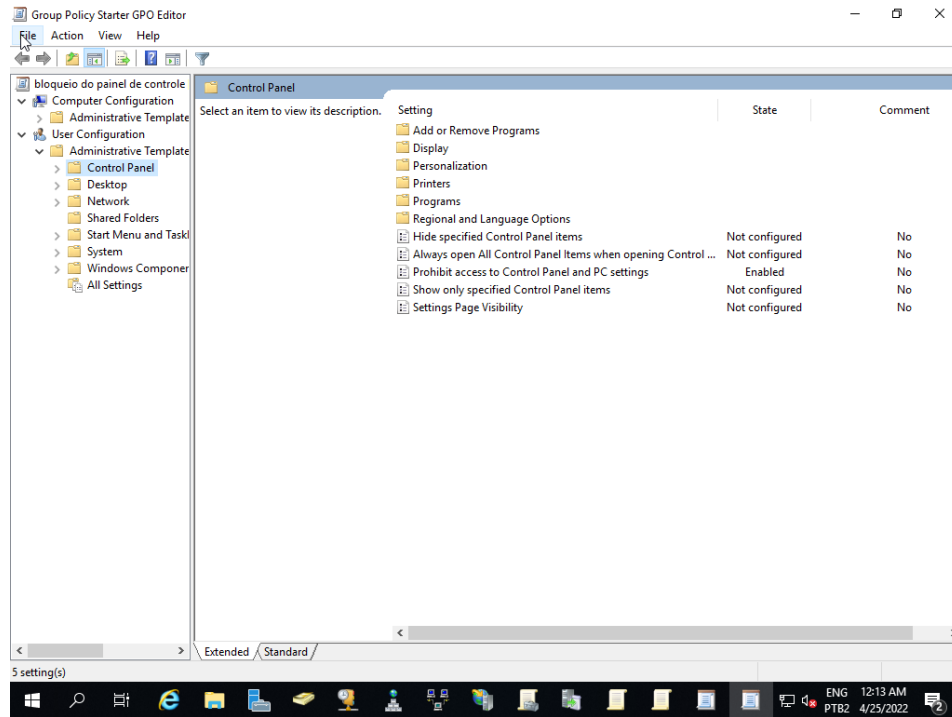 Group Policy Starter GPO Editor
File Action View Help
bloqueio do painel de controle
Computer Configuration
Administrative Template
User Configuration
Administrative Template
Control Panel
Desktop
Network
Shared Folders
Start Menu and Taskl
System
Windows Componer
All Settings
Control Panel
Select an item to view its description.
Setting State Comment
Add or Remove Programs
Display
Personalization
Printers
Programs
Regional and Language Options
Hide specified Control Panel items Not configured No
Always open All Control Panel Items when opening Control ... Not configured No
Prohibit access to Control Panel and PC settings Enabled No
Show only specified Control Panel items Not configured No
Settings Page Visibility Not configured No
Extended Standard
5 setting(s)
ENG 12:13 AM
PTB2 4/25/2022
2